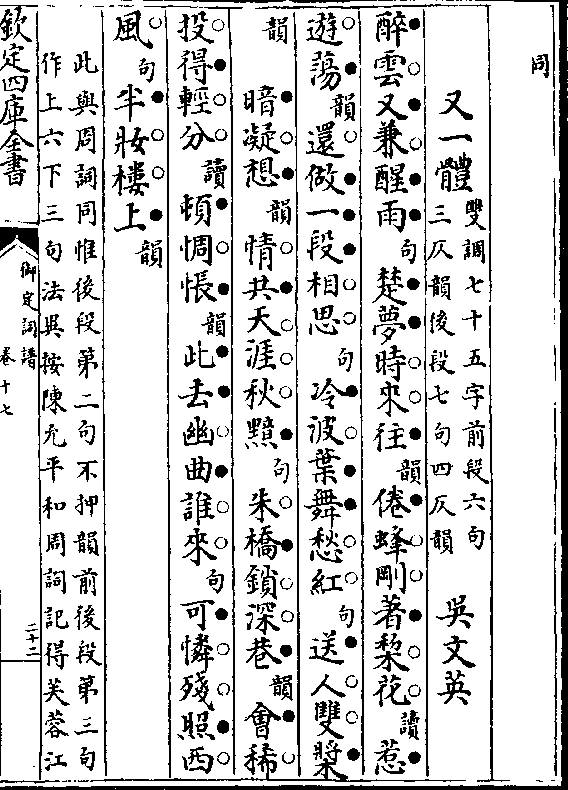 同
又一體 雙調七十五字前段六句
三仄韻後段七句四仄韻 吳文英
醉雲又兼醒雨句楚夢時來往韻倦蜂剛著棃花讀惹
遊蕩韻還做一段相思句冷波葉舞愁紅句送人雙槳
韻 暗凝想韻情共天涯秋黯句朱橋鎖深巷韻會稀
投得輕分讀頓惆悵韻此去幽曲誰來句可憐殘照西
風句半妝樓上韻
此與周詞同惟後段第二句不押韻前後段第三句
作上六下三句法異按陳允平和周詞記得芙蓉江
欽定四庫全書
御定詞譜
卷十七
二十二